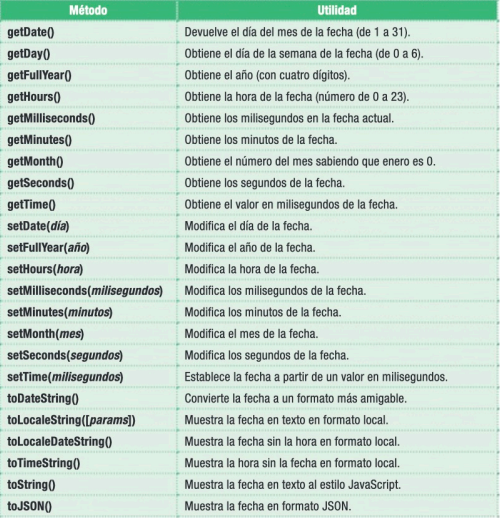 Método Utilidad
getDate() Devuelve el día del mes de la fecha (de 1 a 31).
getDay() Obtiene el día de la semana de la fecha (de 0 a 6).
getFullYear() Obtiene el año (con cuatro dígitos).
getHours() Obtiene la hora de la fecha (número de 0 a 23).
getMilliseconds() Obtiene los milisegundos en la fecha actual.
getMinutes() Obtiene los minutos de la fecha.
getMonth() Obtiene el número del mes sabiendo que enero es 0.
getSeconds() Obtiene los segundos de la fecha.
getTime() Obtiene el valor en milisegundos de la fecha.
setDate(día) Modifica el día de la fecha.
setFullYear(año) Modifica el año de la fecha.
setHours(hora) Modifica la hora de la fecha.
setMilliseconds(milisegundos) Modifica los milisegundos de la fecha.
setMinutes(minutos) Modifica los minutos de la fecha.
setMonth(mes) Modifica el mes de la fecha.
setSeconds(segundos) Modifica los segundos de la fecha.
setTime(milisegundos) Establece la fecha a partir de un valor en milisegundos.
toDateString() Convierte la fecha a un formato más amigable.
toLocaleString([params]) Muestra la fecha en texto en formato local.
toLocaleDateString() Muestra la fecha sin la hora en formato local.
toTimeString() Muestra la hora sin la fecha en formato local.
toString() Muestra la fecha en texto al estilo JavaScript.
toJSON() Muestra la fecha en formato JSON.